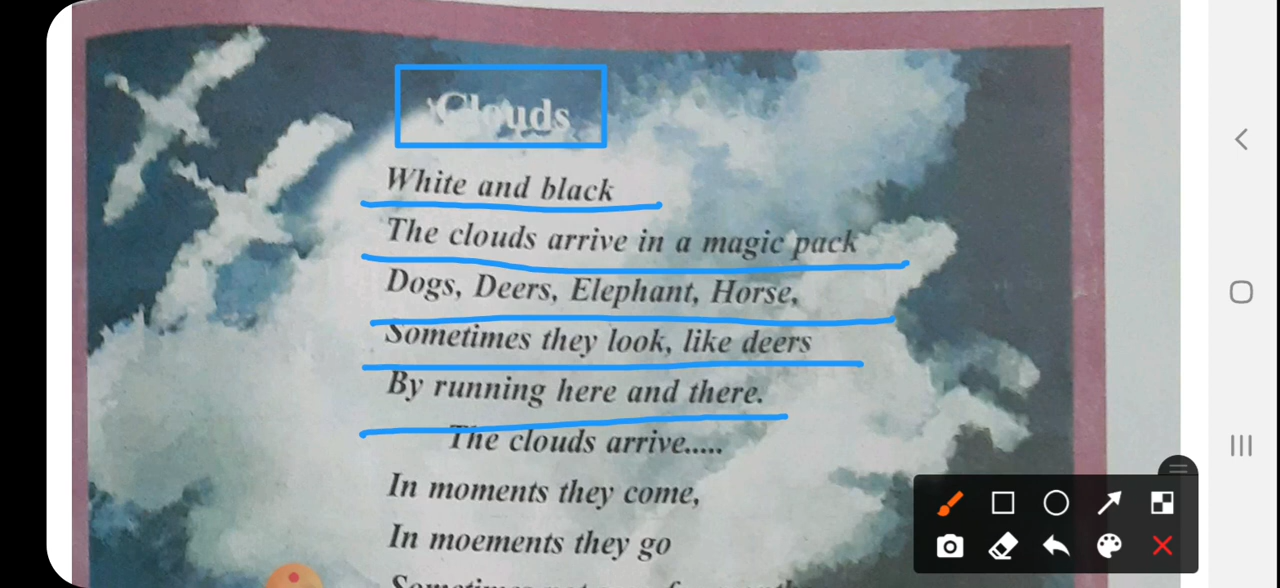 Clouds
White and black
The clouds arrive in a magic pack
Dogs, Deers, Elephant, Horse,
Sometimes they look, like deers
By running here and there.
The clouds arrive.....
In moments they come,
In moements they go
Sometimes